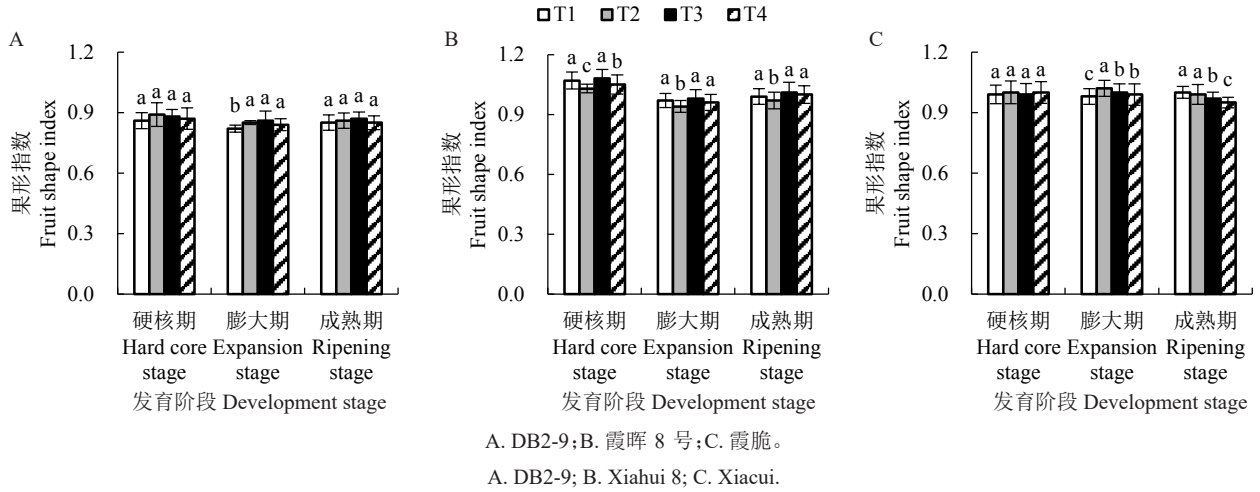 T1 T2 T3 T4
A
1.2
0.9
0.6
0.3
0.0
果形指数
Fruit shape index
a a a a b a a a a a a a
硬核期 膨大期 成熟期
Hard core Expansion Ripening
stage stage stage
发育阶段 Development stage
B
1.2
0.9
0.6
0.3
0.0
果形指数
Fruit shape index
a c a b a b a a a b a a
硬核期 膨大期 成熟期
Hard core Expansion Ripening
stage stage stage
发育阶段 Development stage
C
1.2
0.9
0.6
0.3
0.0
果形指数
Fruit shape index
a a a a c a b b a a b c
硬核期 膨大期 成熟期
Hard core Expansion Ripening
stage stage stage
发育阶段 Development stage
A. DB2-9;B. 霞晖 8 号;C. 霞脆。
A. DB2-9; B. Xiahui 8; C. Xiacui.